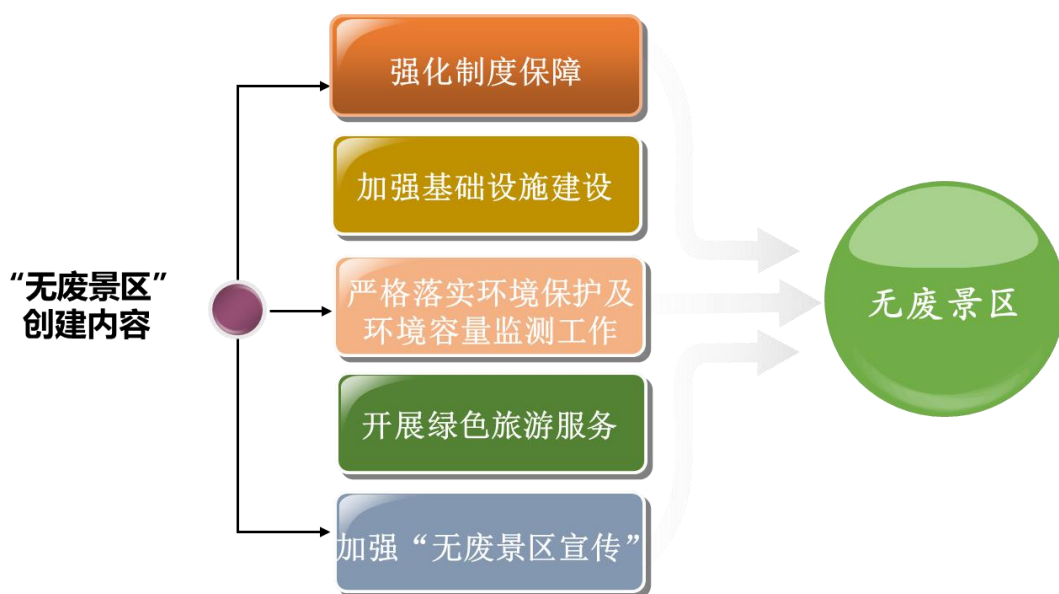 “无废景区”
创建内容
强化制度保障
加强基础设施建设
严格落实环境保护及
环境容量监测工作
开展绿色旅游服务
加强“无废景区宣传”
无废景区